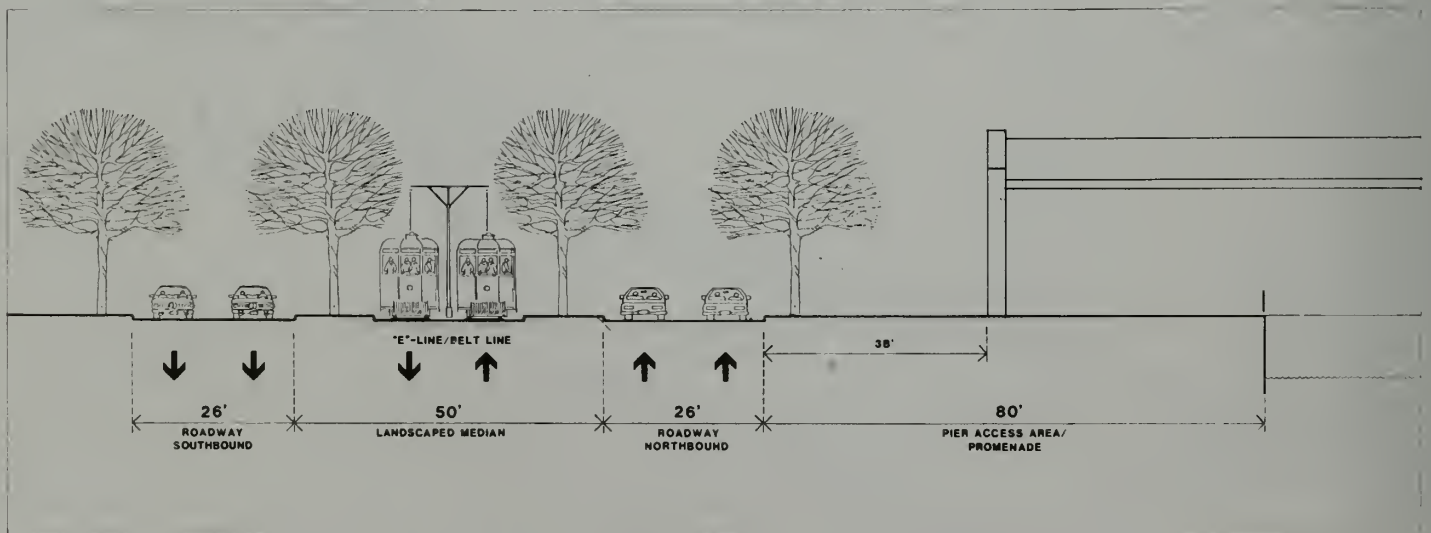 "E"-LINE/BELT LINE
38'
26'
ROADWAY
SOUTHBOUND
50'
LANDSCAPED MEDIAN
26'
ROADWAY
NORTHBOUND
80'
PIER ACCESS AREA/
PROMENADE